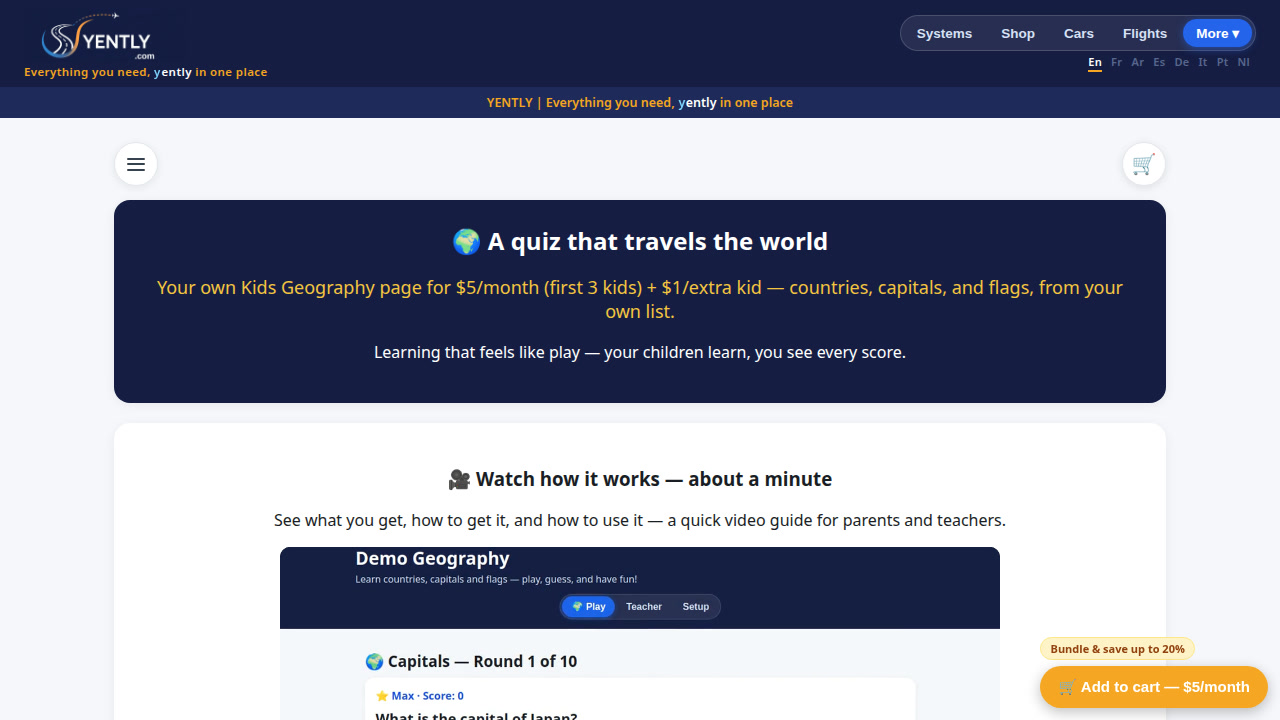 YENTLY
.com
Everything you need, yently in one place
Systems
Shop
Cars
Flights
More ▾
En
Fr
Ar
Es
De
It
Pt
Nl
YENTLY | Everything you need, yently in one place
🌍 A quiz that travels the world
Your own Kids Geography page for $5/month (first 3 kids) + $1/extra kid — countries, capitals, and flags, from your
own list.
Learning that feels like play — your children learn, you see every score.
🎥 Watch how it works — about a minute
See what you get, how to get it, and how to use it — a quick video guide for parents and teachers.
Demo Geography
Learn countries, capitals and flags — play, guess, and have fun!
🌍 Play
Teacher
Setup
🌍 Capitals — Round 1 of 10
⭐ Max · Score: 0
What is the capital of Japan?
Bundle & save up to 20%
🛒 Add to cart — $5/month